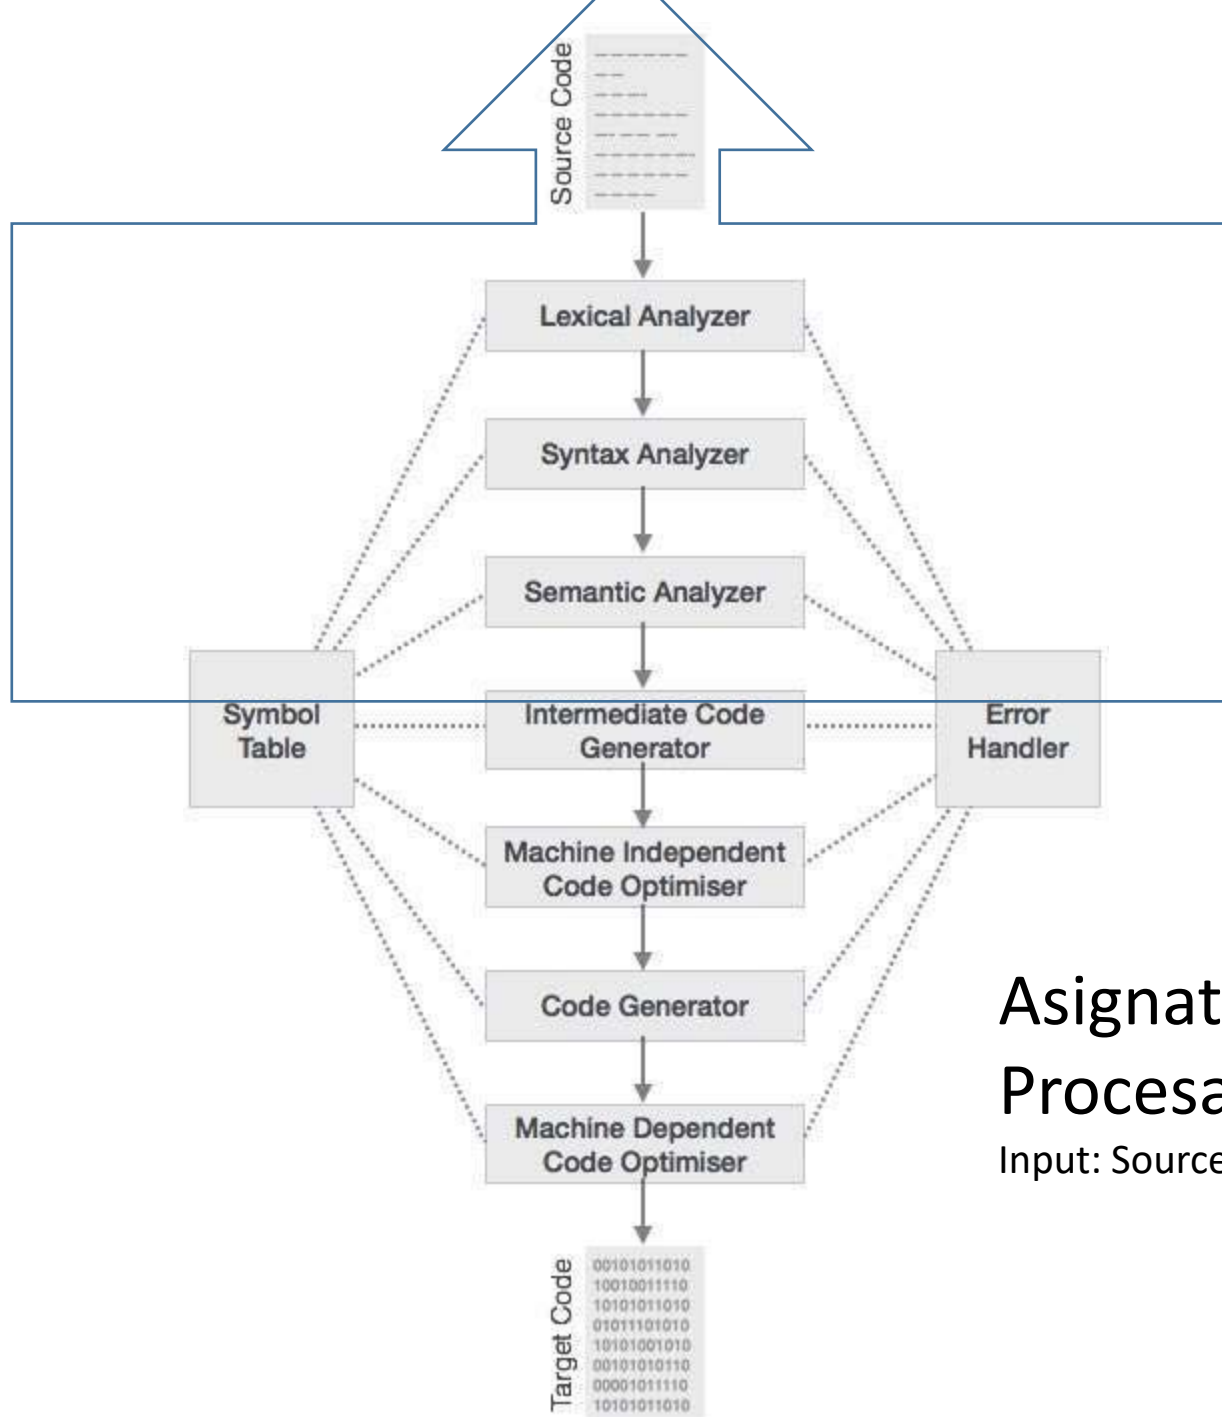 Source Code
Lexical Analyzer
Syntax Analyzer
Semantic Analyzer
Symbol
Table
Intermediate Code
Generator
Error
Handler
Machine Independent
Code Optimiser
Code Generator
Asignat
Procesa
Input: Source
Machine Dependent
Code Optimiser
Target Code
00101011010
10010011110
10101011010
01011101010
10101001010
00101010110
00001011110
10101011010